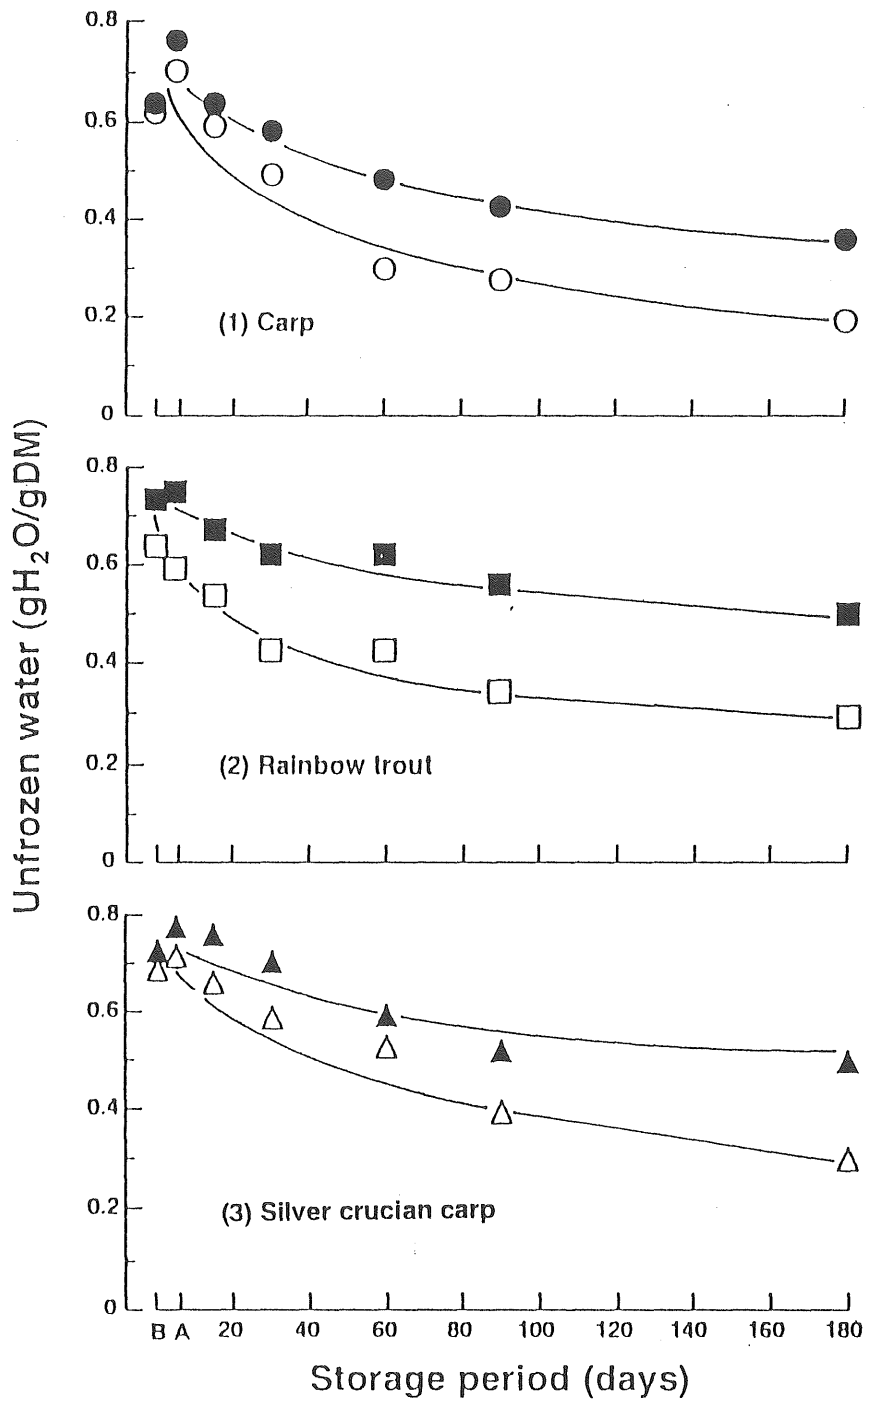 0.8
0.6
0.4
0.2
0
(1) Carp
0.8
0.6
0.4
0.2
0
(2) Rainbow trout
0.8
0.6
0.4
0.2
0
(3) Silver crucian carp
B A 20 40 60 80 100 120 140 160 180
Storage period (days)
Unfrozen water (gH₂O/gDM)